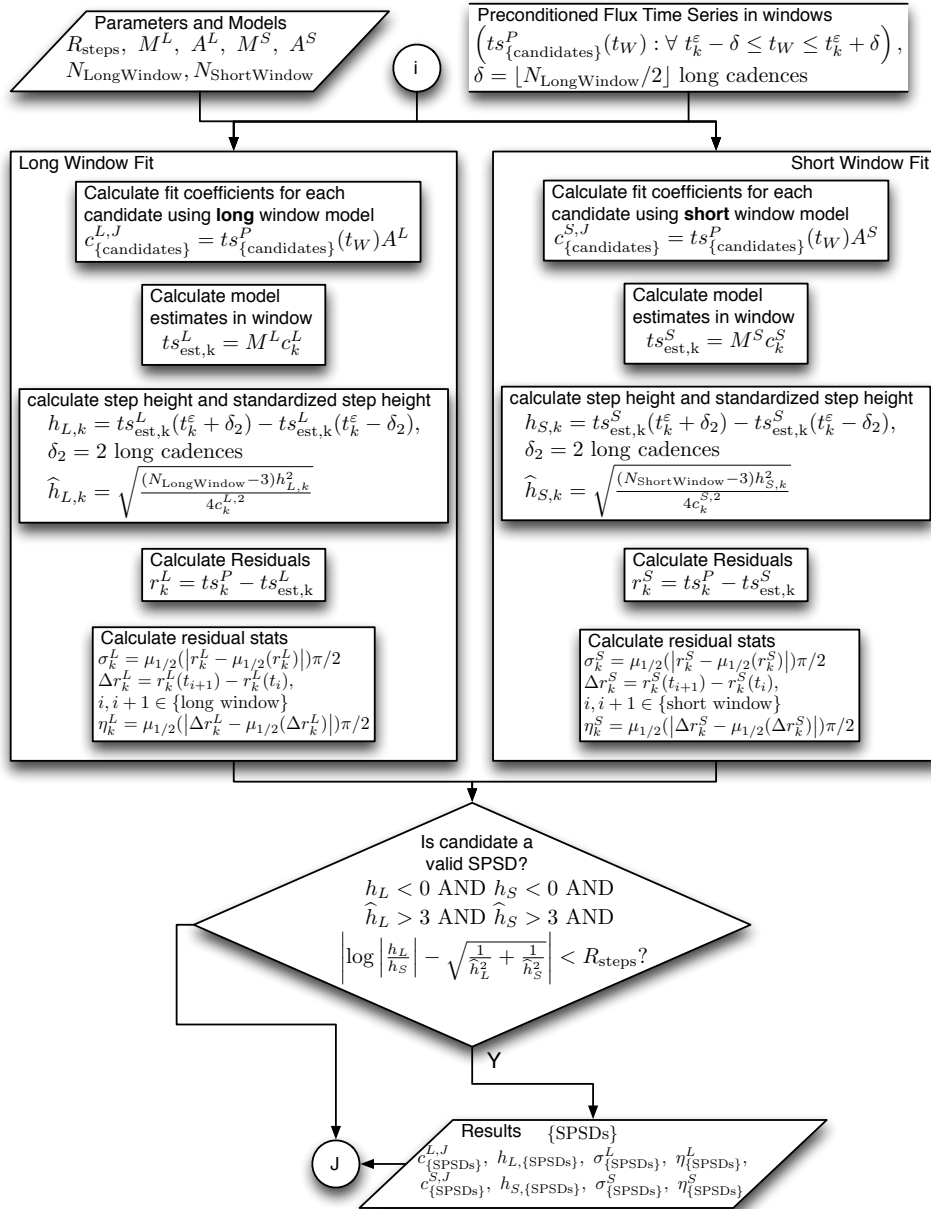 Parameters and Models
R_steps, M^L, A^L, M^S, A^S
N_LongWindow, N_ShortWindow
i
Preconditioned Flux Time Series in windows
(ts^P_{candidates}(t_W) : ∀ t^ε_k − δ ≤ t_W ≤ t^ε_k + δ),
δ = ⌊N_LongWindow/2⌋ long cadences
Long Window Fit
Calculate fit coefficients for each
candidate using long window model
c^{L,J}_{candidates} = ts^P_{candidates}(t_W)A^L
Calculate model
estimates in window
ts^L_{est,k} = M^L c^L_k
calculate step height and standardized step height
h_{L,k} = ts^L_{est,k}(t^ε_k + δ_2) − ts^L_{est,k}(t^ε_k − δ_2),
δ_2 = 2 long cadences
ĥ_{L,k} = √((N_LongWindow−3)h^2_{L,k} / 4c^{L,2}_k)
Calculate Residuals
r^L_k = ts^P_k − ts^L_{est,k}
Calculate residual stats
σ^L_k = μ_{1/2}(|r^L_k − μ_{1/2}(r^L_k)|)π/2
Δr^L_k = r^L_k(t_{i+1}) − r^L_k(t_i),
i, i + 1 ∈ {long window}
η^L_k = μ_{1/2}(|Δr^L_k − μ_{1/2}(Δr^L_k)|)π/2
Short Window Fit
Calculate fit coefficients for each
candidate using short window model
c^{S,J}_{candidates} = ts^P_{candidates}(t_W)A^S
Calculate model
estimates in window
ts^S_{est,k} = M^S c^S_k
calculate step height and standardized step height
h_{S,k} = ts^S_{est,k}(t^ε_k + δ_2) − ts^S_{est,k}(t^ε_k − δ_2),
δ_2 = 2 long cadences
ĥ_{S,k} = √((N_ShortWindow−3)h^2_{S,k} / 4c^{S,2}_k)
Calculate Residuals
r^S_k = ts^P_k − ts^S_{est,k}
Calculate residual stats
σ^S_k = μ_{1/2}(|r^S_k − μ_{1/2}(r^S_k)|)π/2
Δr^S_k = r^S_k(t_{i+1}) − r^S_k(t_i),
i, i + 1 ∈ {short window}
η^S_k = μ_{1/2}(|Δr^S_k − μ_{1/2}(Δr^S_k)|)π/2
Is candidate a
valid SPSD?
h_L < 0 AND h_S < 0 AND
ĥ_L > 3 AND ĥ_S > 3 AND
|log|h_L/h_S| − √(1/ĥ^2_L + 1/ĥ^2_S)| < R_steps?
Y
Results {SPSDs}
c^{L,J}_{SPSDs}, h_{L,{SPSDs}}, σ^L_{SPSDs}, η^L_{SPSDs},
c^{S,J}_{SPSDs}, h_{S,{SPSDs}}, σ^S_{SPSDs}, η^S_{SPSDs}
J